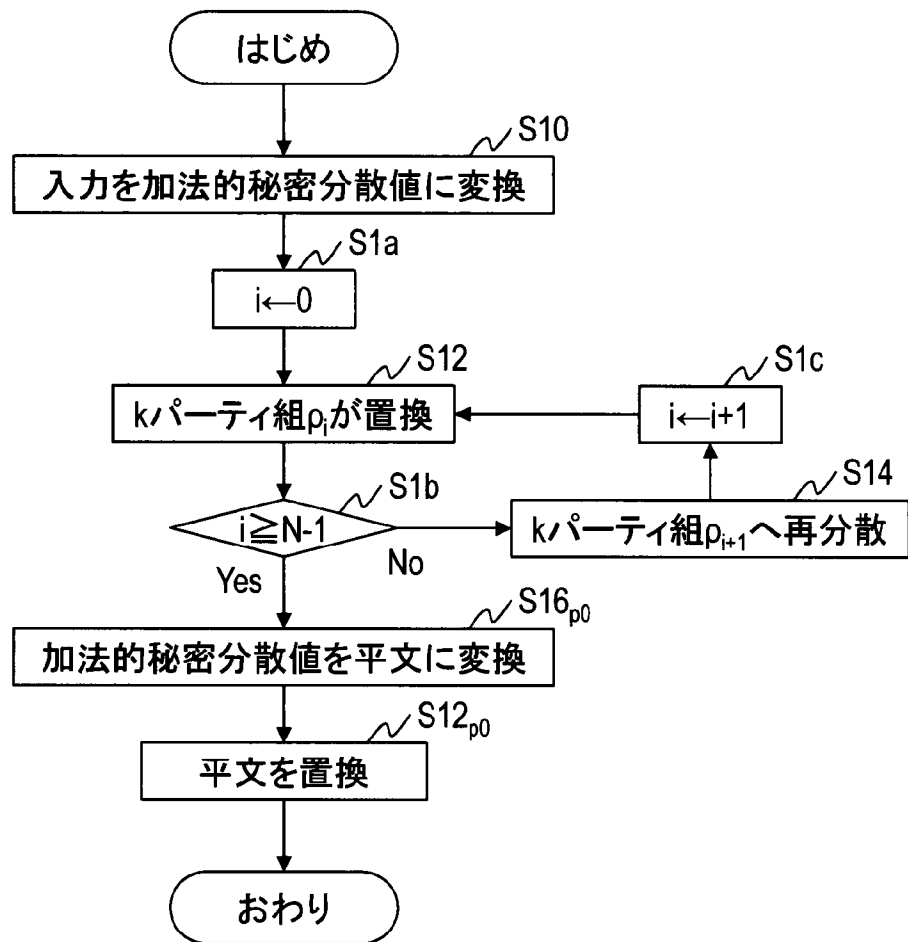 はじめ
S10
入力を加法的秘密分散値に変換
S1a
i←0
S12
kパーティ組ρiが置換
S1c
i←i+1
S1b
i≧N-1
S14
kパーティ組ρi+1へ再分散
No
Yes
S16p0
加法的秘密分散値を平文に変換
S12p0
平文を置換
おわり